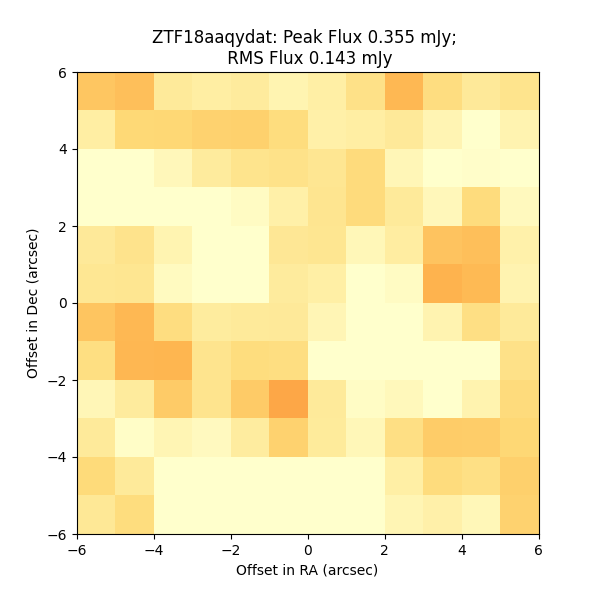 ZTF18aaqydat: Peak Flux 0.355 mJy;
RMS Flux 0.143 mJy
6
4
2
0
−2
−4
−6
Offset in Dec (arcsec)
−6 −4 −2 0 2 4 6
Offset in RA (arcsec)